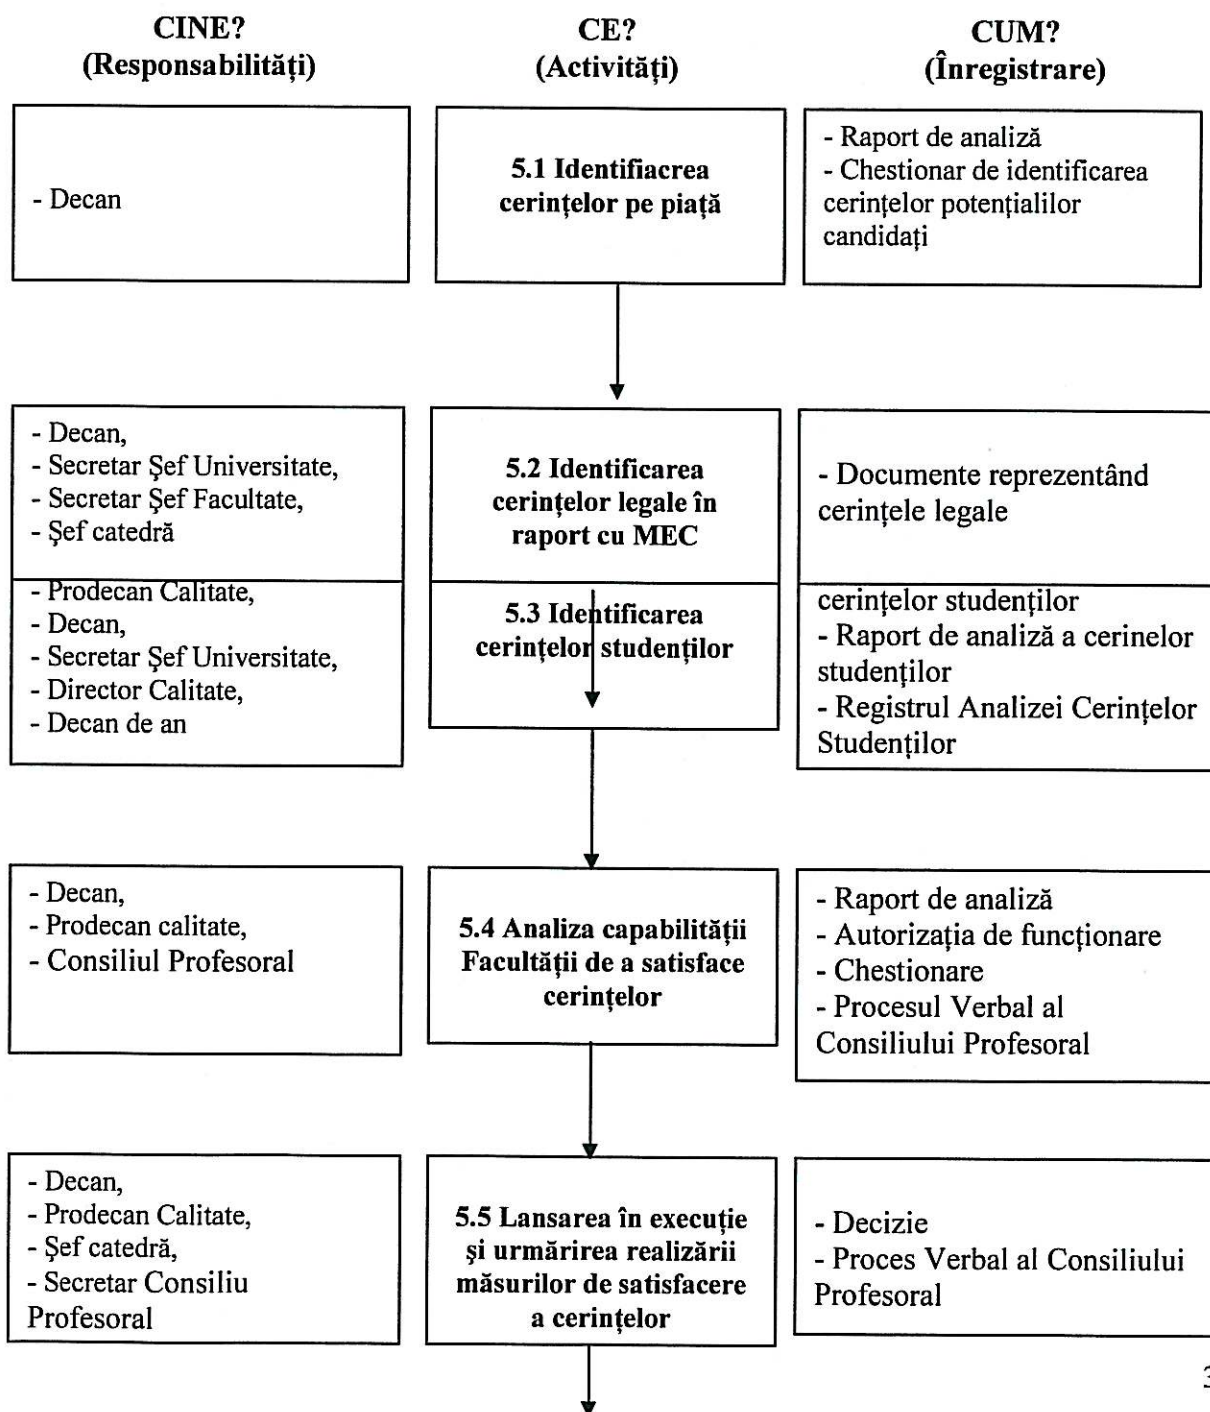 CINE?
(Responsabilități)
CE?
(Activități)
CUM?
(Înregistrare)
- Decan
5.1 Identifiacrea
cerințelor pe piață
- Raport de analiză
- Chestionar de identificarea
cerințelor potențialilor
candidați
- Decan,
- Secretar Şef Universitate,
- Secretar Şef Facultate,
- Şef catedră
5.2 Identificarea
cerințelor legale în
raport cu MEC
- Documente reprezentând
cerințele legale
- Prodecan Calitate,
- Decan,
- Secretar Şef Universitate,
- Director Calitate,
- Decan de an
5.3 Identificarea
cerințelor studenților
cerințelor studenților
- Raport de analiză a cerinelor
studenților
- Registrul Analizei Cerințelor
Studenților
- Decan,
- Prodecan calitate,
- Consiliul Profesoral
5.4 Analiza capabilității
Facultății de a satisface
cerințelor
- Raport de analiză
- Autorizația de funcționare
- Chestionare
- Procesul Verbal al
Consiliului Profesoral
- Decan,
- Prodecan Calitate,
- Şef catedră,
- Secretar Consiliu
Profesoral
5.5 Lansarea în execuție
şi urmărirea realizării
măsurilor de satisfacere
a cerințelor
- Decizie
- Proces Verbal al Consiliului
Profesoral